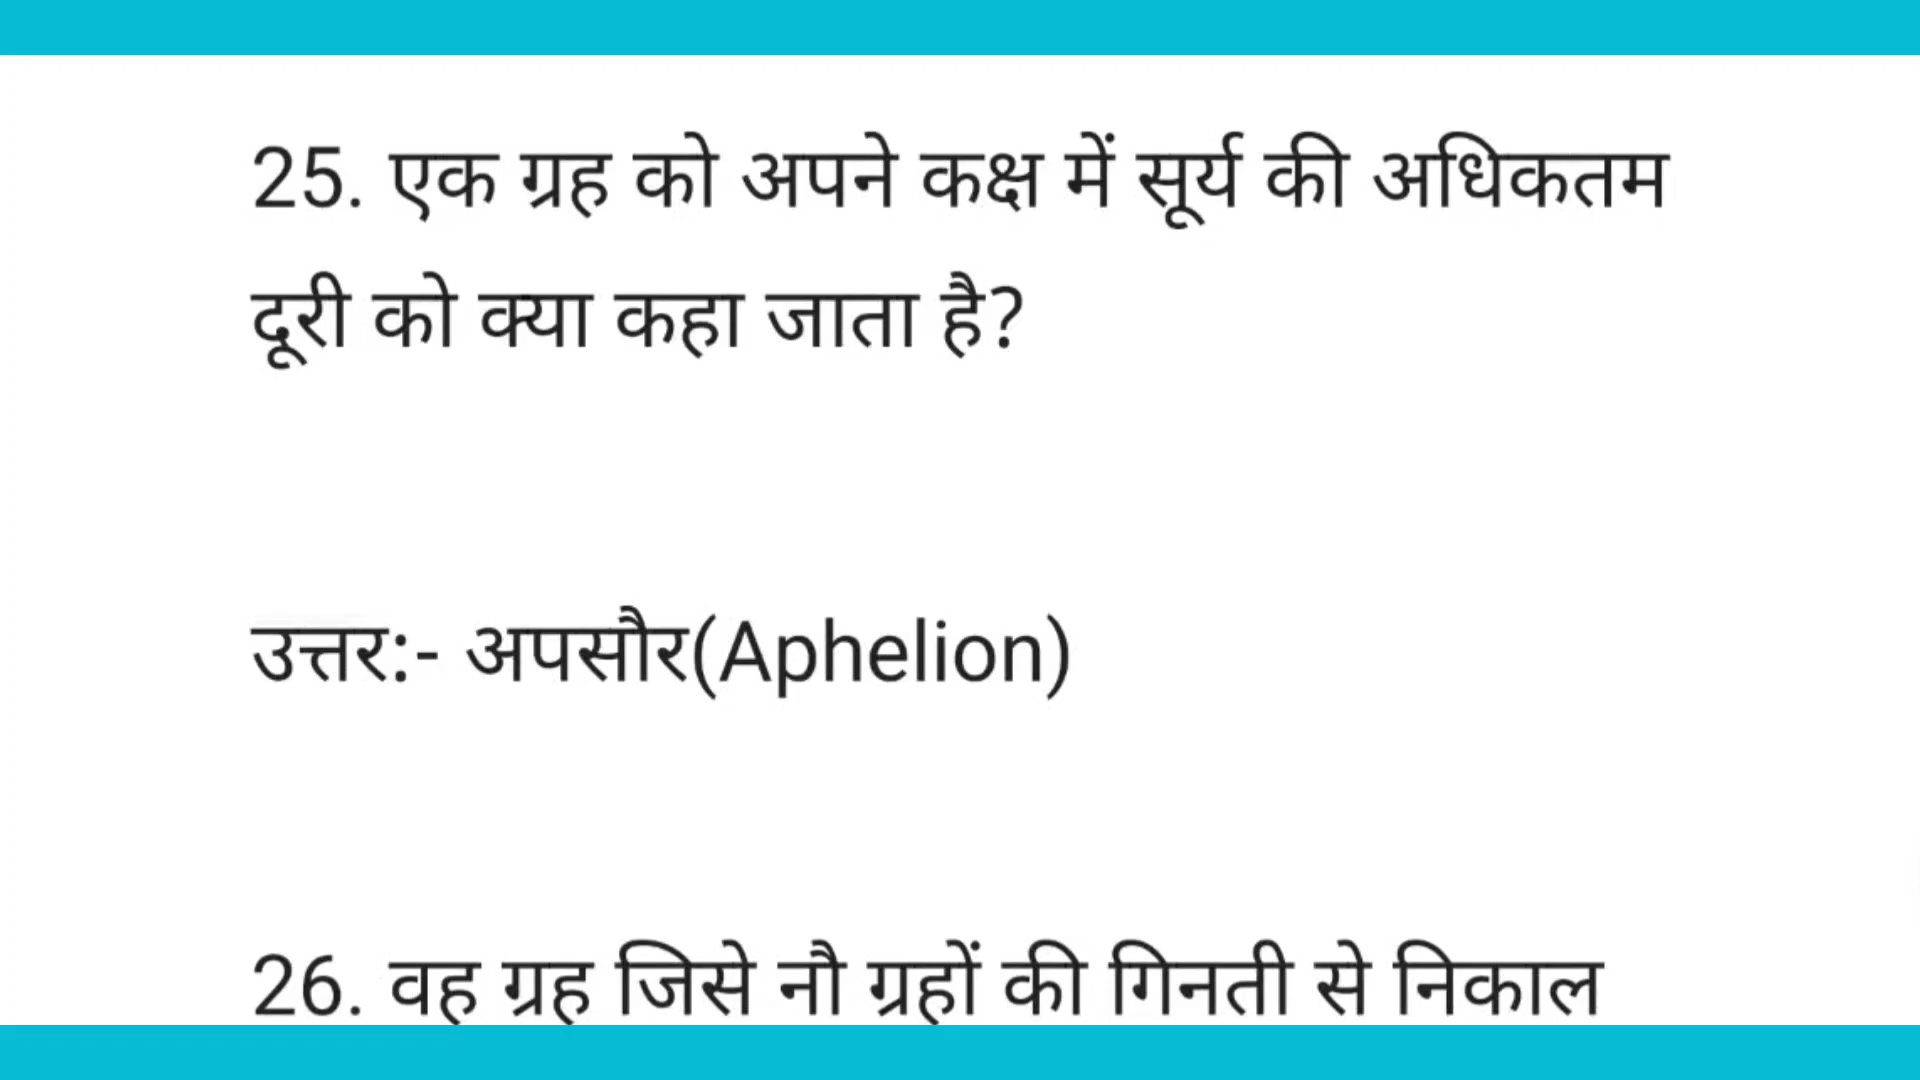 25. एक ग्रह को अपने कक्ष में सूर्य की अधिकतम
दूरी को क्या कहा जाता है?
उत्तर:- अपसौर(Aphelion)
26. वह ग्रह जिसे नौ ग्रहों की गिनती से निकाल